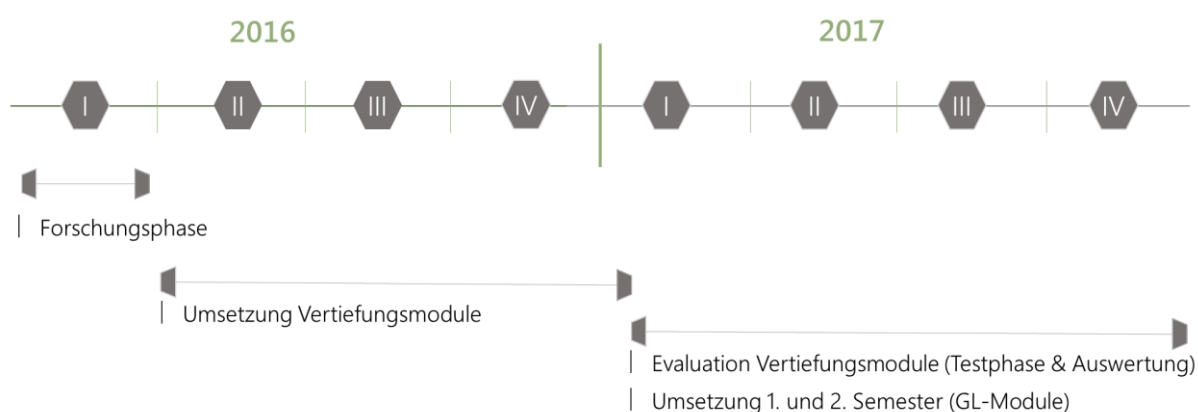 2016
2017
I
II
III
IV
I
II
III
IV
Forschungsphase
Umsetzung Vertiefungsmodule
Evaluation Vertiefungsmodule (Testphase & Auswertung)
Umsetzung 1. und 2. Semester (GL-Module)